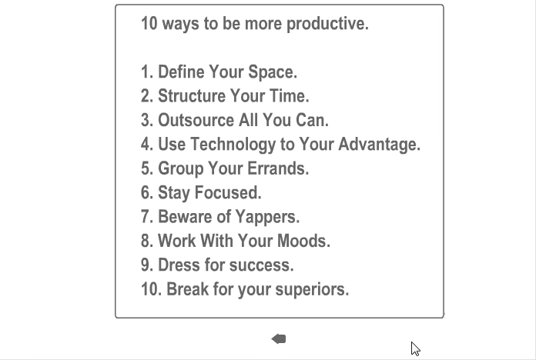 10 ways to be more productive.
1. Define Your Space.
2. Structure Your Time.
3. Outsource All You Can.
4. Use Technology to Your Advantage.
5. Group Your Errands.
6. Stay Focused.
7. Beware of Yappers.
8. Work With Your Moods.
9. Dress for success.
10. Break for your superiors.